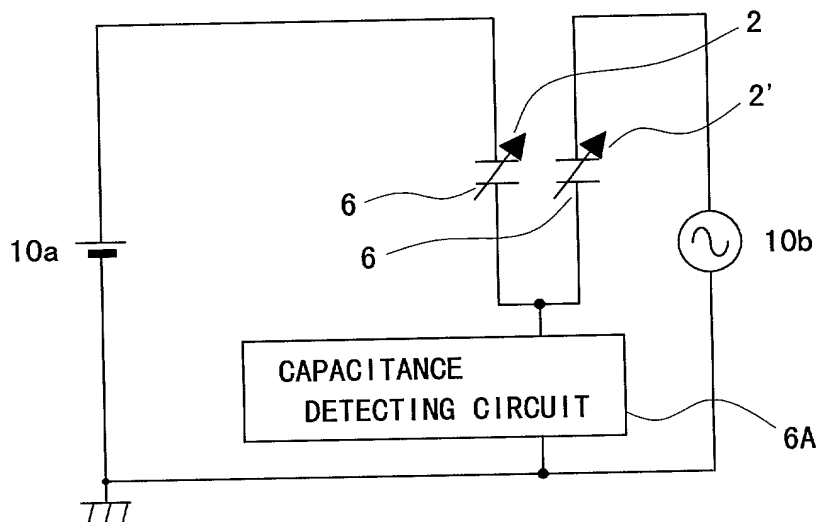 2
2'
6
6
10a
10b
CAPACITANCE
DETECTING CIRCUIT
6A